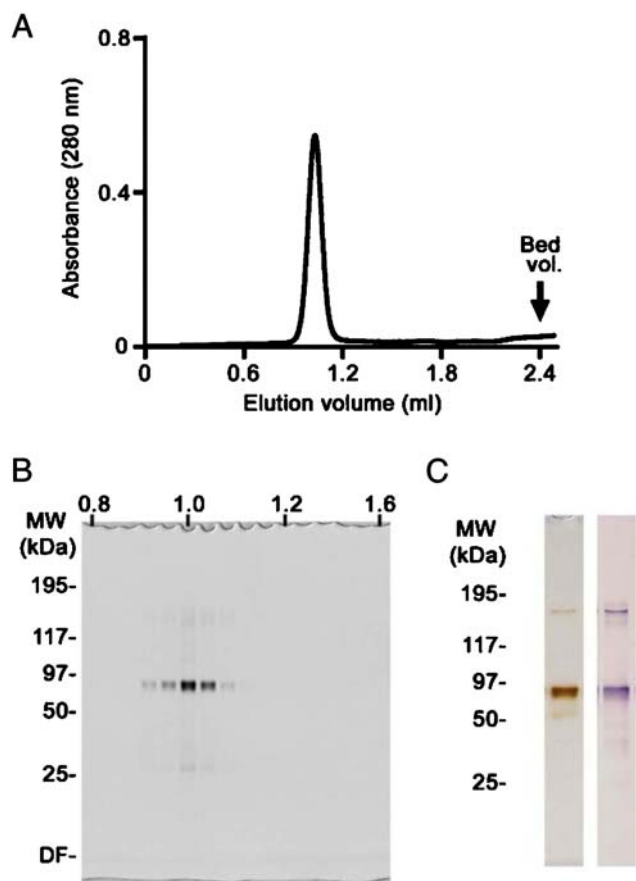 A
0.8
0.4
0
Absorbance (280 nm)
Bed
vol.
0 0.6 1.2 1.8 2.4
Elution volume (ml)
B
0.8 1.0 1.2 1.6
MW
(kDa)
195-
117-
97-
50-
25-
DF-
C
MW
(kDa)
195-
117-
97-
50-
25-